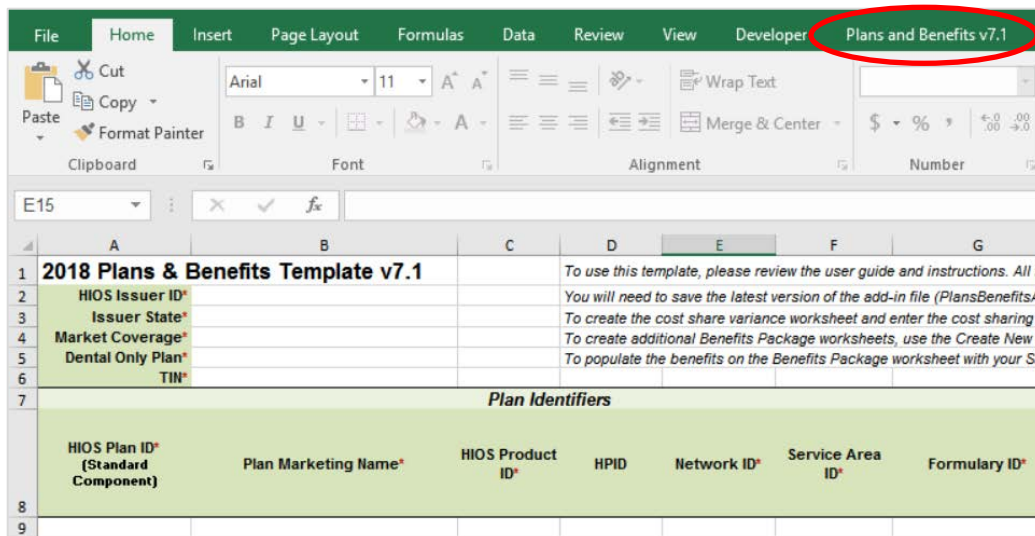 File Home Insert Page Layout Formulas Data Review View Developer Plans and Benefits v7.1
Cut
Copy
Format Painter
Paste
Arial 11 A A
Wrap Text
B I U A
Merge & Center
$ % , .00 .00
Clipboard Font Alignment Number
E15 fx
A B C D E F G
1 2018 Plans & Benefits Template v7.1 To use this template, please review the user guide and instructions. All
2 HIOS Issuer ID* You will need to save the latest version of the add-in file (PlansBenefitsA
3 Issuer State* To create the cost share variance worksheet and enter the cost sharing
4 Market Coverage* To create additional Benefits Package worksheets, use the Create New
5 Dental Only Plan* To populate the benefits on the Benefits Package worksheet with your S
6 TIN*
7 Plan Identifiers
8 HIOS Plan ID* (Standard Component) Plan Marketing Name* HIOS Product ID* HPID Network ID* Service Area ID* Formulary ID*
9